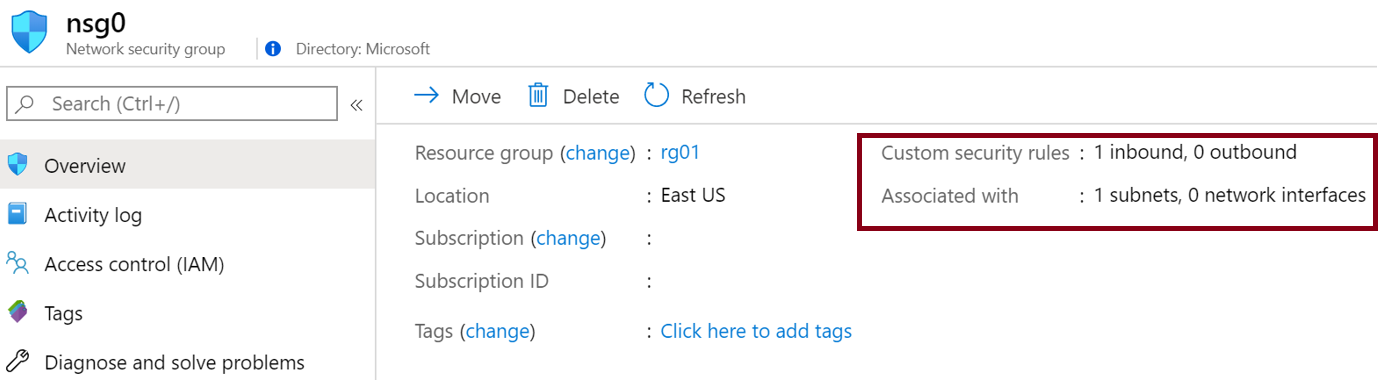 nsg0
Network security group
Directory: Microsoft
Search (Ctrl+/)
«
Move Delete Refresh
Overview
Activity log
Access control (IAM)
Tags
Diagnose and solve problems
Resource group (change) : rg01
Location : East US
Subscription (change) :
Subscription ID :
Tags (change) : Click here to add tags
Custom security rules : 1 inbound, 0 outbound
Associated with : 1 subnets, 0 network interfaces